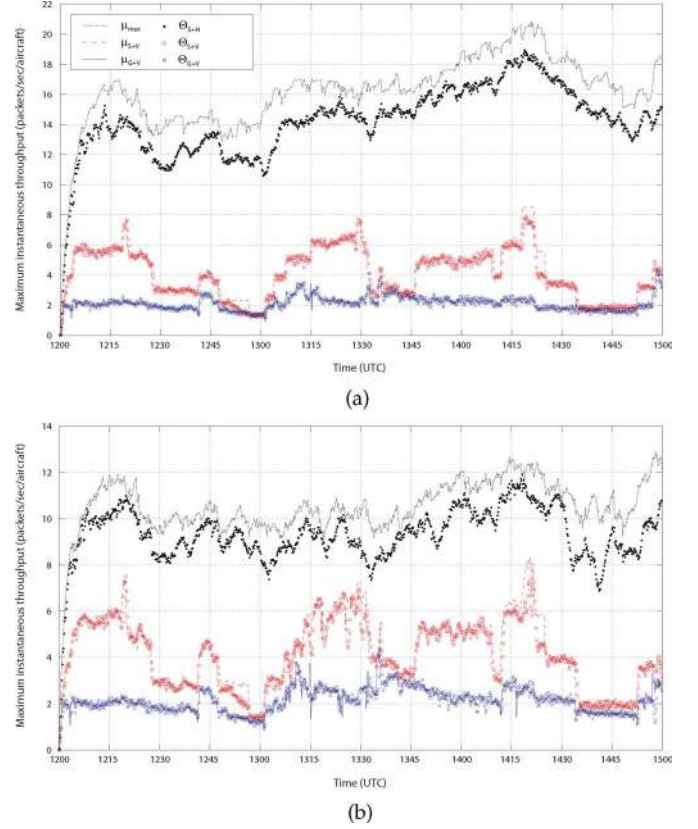 20
18
16
14
12
10
8
6
4
2
0
Maximum instantaneous throughput (packets/sec/aircraft)
μmax ΘS+H
μS+V ΘS+V
μG+V ΘG+V
1200 1215 1230 1245 1300 1315 1330 1345 1400 1415 1430 1445 1500
Time (UTC)
(a)
14
12
10
8
6
4
2
0
Maximum instantaneous throughput (packets/sec/aircraft)
1200 1215 1230 1245 1300 1315 1330 1345 1400 1415 1430 1445 1500
Time (UTC)
(b)